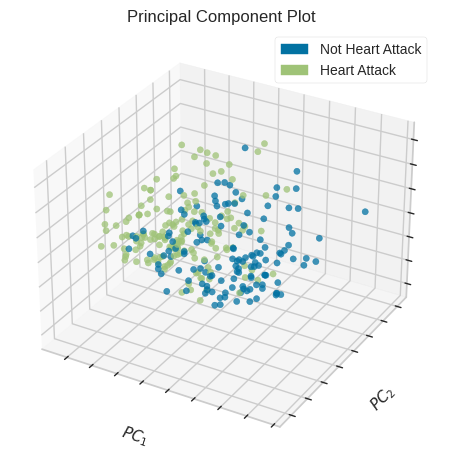 Principal Component Plot
Not Heart Attack
Heart Attack
PC₁
PC₂